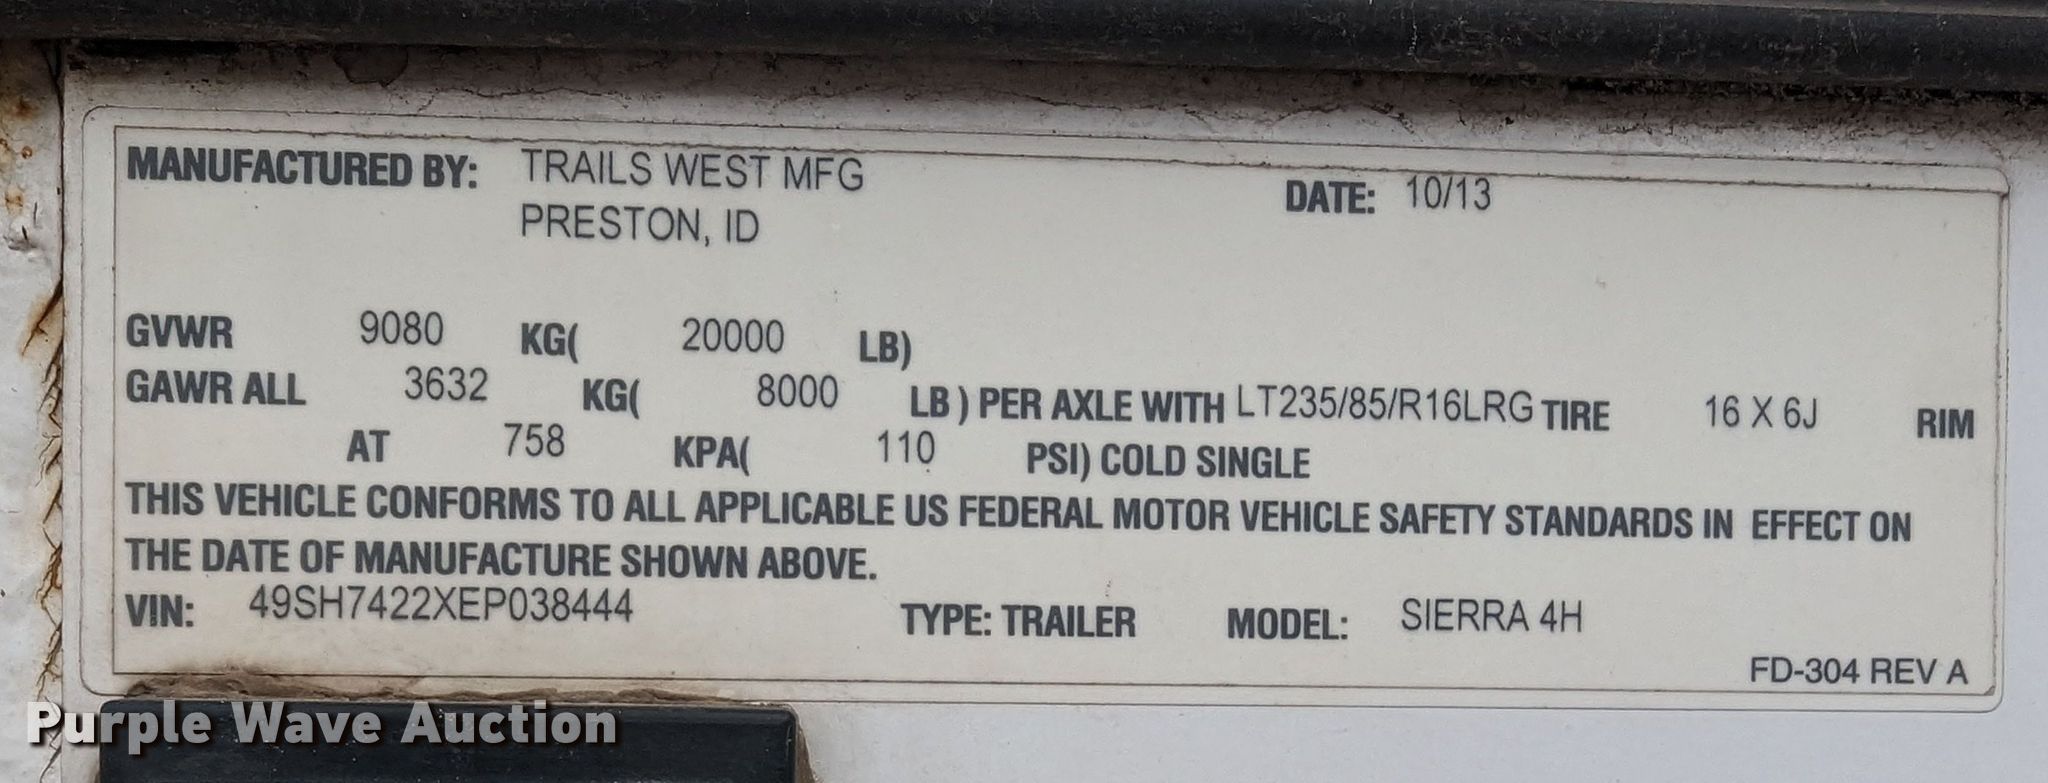 MANUFACTURED BY: TRAILS WEST MFG DATE: 10/13
PRESTON, ID
GVWR 9080 KG( 20000 LB)
GAWR ALL 3632 KG( 8000 LB ) PER AXLE WITH LT235/85/R16LRG TIRE 16 X 6J RIM
AT 758 KPA( 110 PSI) COLD SINGLE
THIS VEHICLE CONFORMS TO ALL APPLICABLE US FEDERAL MOTOR VEHICLE SAFETY STANDARDS IN EFFECT ON
THE DATE OF MANUFACTURE SHOWN ABOVE.
VIN: 49SH7422XEP038444 TYPE: TRAILER MODEL: SIERRA 4H
FD-304 REV A
Purple Wave Auction